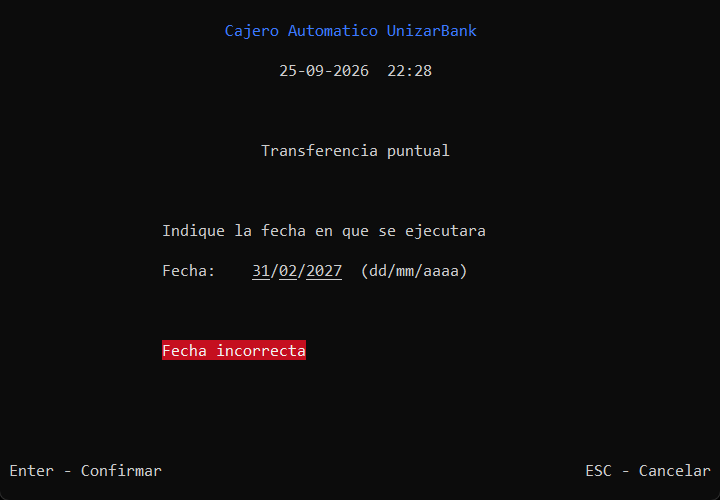 Cajero Automatico UnizarBank
25-09-2026  22:28
Transferencia puntual
Indique la fecha en que se ejecutara
Fecha:    31/02/2027  (dd/mm/aaaa)
Fecha incorrecta
Enter - Confirmar
ESC - Cancelar